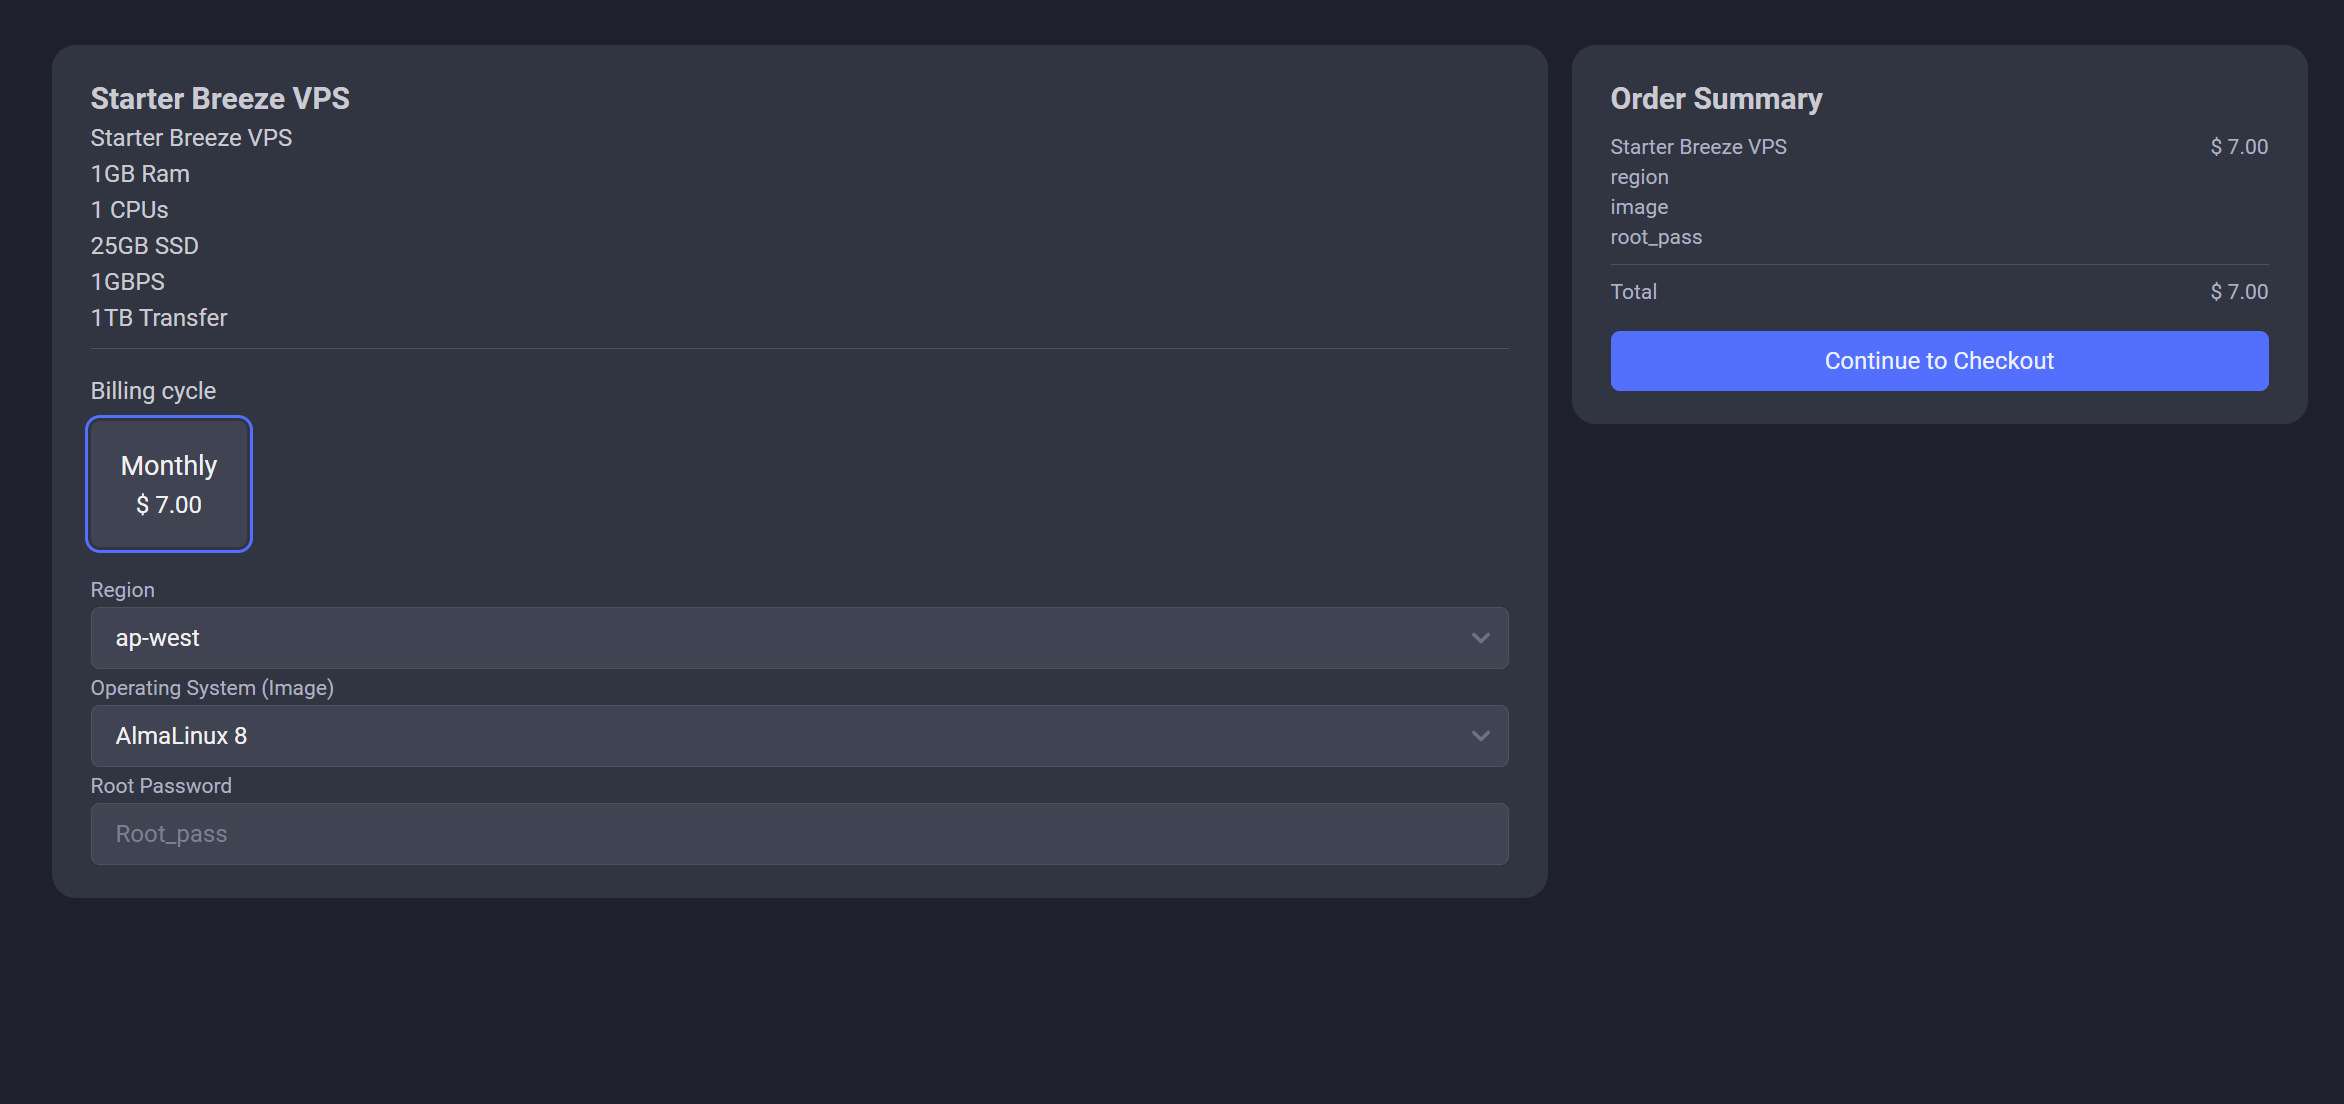 Starter Breeze VPS
Starter Breeze VPS
1GB Ram
1 CPUs
25GB SSD
1GBPS
1TB Transfer
Billing cycle
Monthly
$ 7.00
Region
ap-west
Operating System (Image)
AlmaLinux 8
Root Password
Root_pass
Order Summary
Starter Breeze VPS $ 7.00
region
image
root_pass
Total $ 7.00
Continue to Checkout